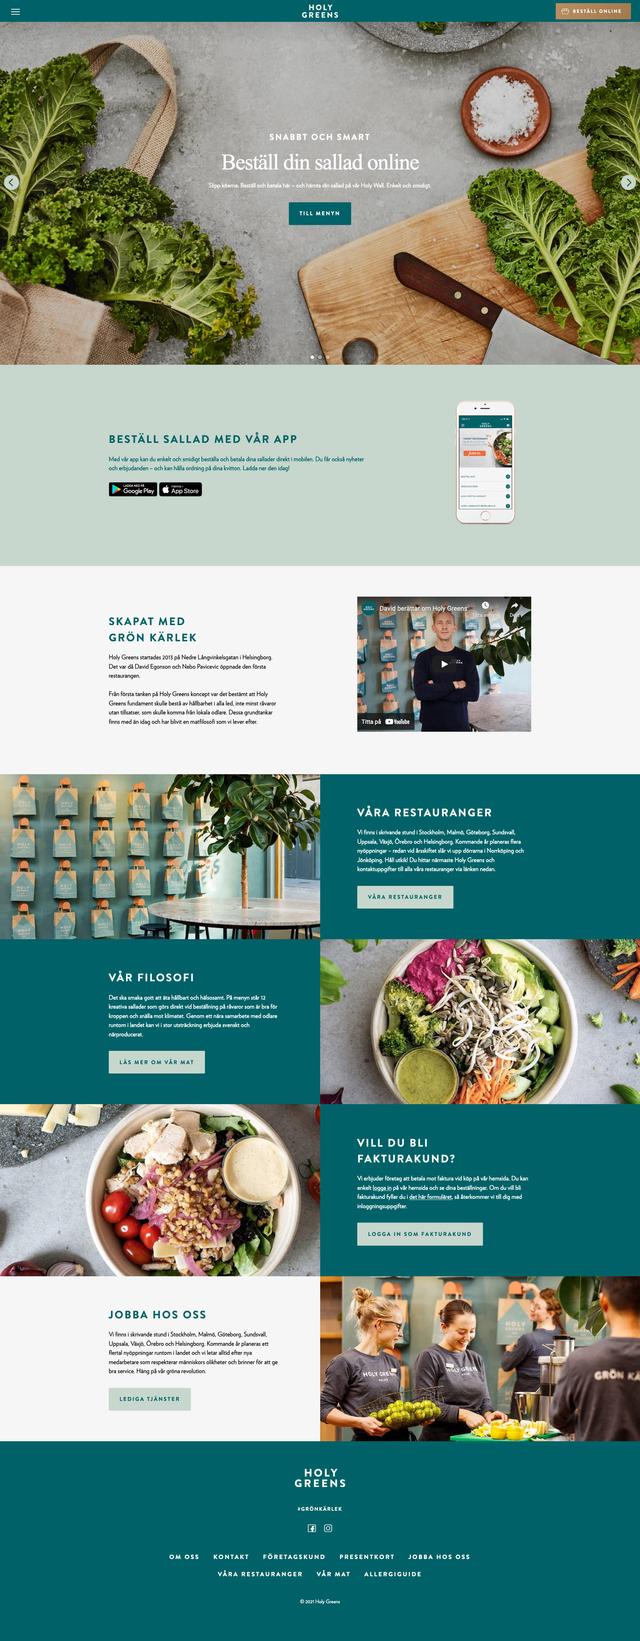 HOLY
GREENS
BESTÄLL ONLINE
SNABBT OCH SMART
Beställ din sallad online
Slipp köerna. Beställ och betala här – och hämta din sallad på vår Holy Wall. Enkelt och smidigt.
TILL MENYN
BESTÄLL SALLAD MED VÅR APP
Med vår app kan du enkelt och smidigt beställa och betala dina sallader direkt i mobilen. Du får också nyheter
och erbjudanden – och kan hålla ordning på dina kvitton. Ladda ner den idag!
Google Play
App Store
HOLY
GREENS
SKAPAT MED
GRÖN KÄRLEK
Holy Greens startades 2013 på Nedre Långvinkelsgatan i Helsingborg.
Det var då David Egonson och Nebo Pavicevic öppnade den första
restaurangen.
Från första tanken på Holy Greens koncept var det bestämt att Holy
Greens fundament skulle bestå av hållbarhet i alla led, inte minst råvaror
utan tillsatser, som skulle komma från lokala odlare. Dessa grundtankar
finns med än idag och har blivit en matfilosofi som vi lever efter.
David berättar om Holy Greens
Titta på YouTube
VÅRA RESTAURANGER
Vi finns i skrivande stund i Stockholm, Malmö, Göteborg, Sundsvall,
Uppsala, Växjö, Örebro och Helsingborg. Kommande år planeras flera
nyöppningar – redan vid årsskiftet slår vi upp dörrarna i Norrköping och
Jönköping. Håll utkik! Du hittar närmaste Holy Greens och
kontaktuppgifter till alla våra restauranger via länken nedan.
VÅRA RESTAURANGER
VÅR FILOSOFI
Det ska smaka gott att äta hållbart och hälsosamt. På menyn står 12
kreativa sallader som görs direkt vid beställning på råvaror som är bra för
kroppen och snälla mot klimatet. Genom ett nära samarbete med odlare
runtom i landet kan vi i stor utsträckning erbjuda svenskt och
närproducerat.
LÄS MER OM VÅR MAT
VILL DU BLI
FAKTURAKUND?
Vi erbjuder företag att betala mot faktura vid köp på vår hemsida. Du kan
enkelt logga in på vår hemsida och se dina beställningar. Om du vill bli
fakturakund fyller du i det här formuläret, så återkommer vi till dig med
inloggningsuppgifter.
LOGGA IN SOM FAKTURAKUND
JOBBA HOS OSS
Vi finns i skrivande stund i Stockholm, Malmö, Göteborg, Sundsvall,
Uppsala, Växjö, Örebro och Helsingborg. Kommande år planeras ett
flertal nyöppningar runtom i landet och vi letar alltid efter nya
medarbetare som respekterar människors olikheter och brinner för att ge
bra service. Häng på vår gröna revolution.
LEDIGA TJÄNSTER
HOLY
GREENS
HOLY GREENS
GRÖN KÄ
HOLY
GREENS
#GRÖNKÄRLEK
OM OSS KONTAKT FÖRETAGSKUND PRESENTKORT JOBBA HOS OSS
VÅRA RESTAURANGER VÅR MAT ALLERGIGUIDE
© 2021 Holy Greens